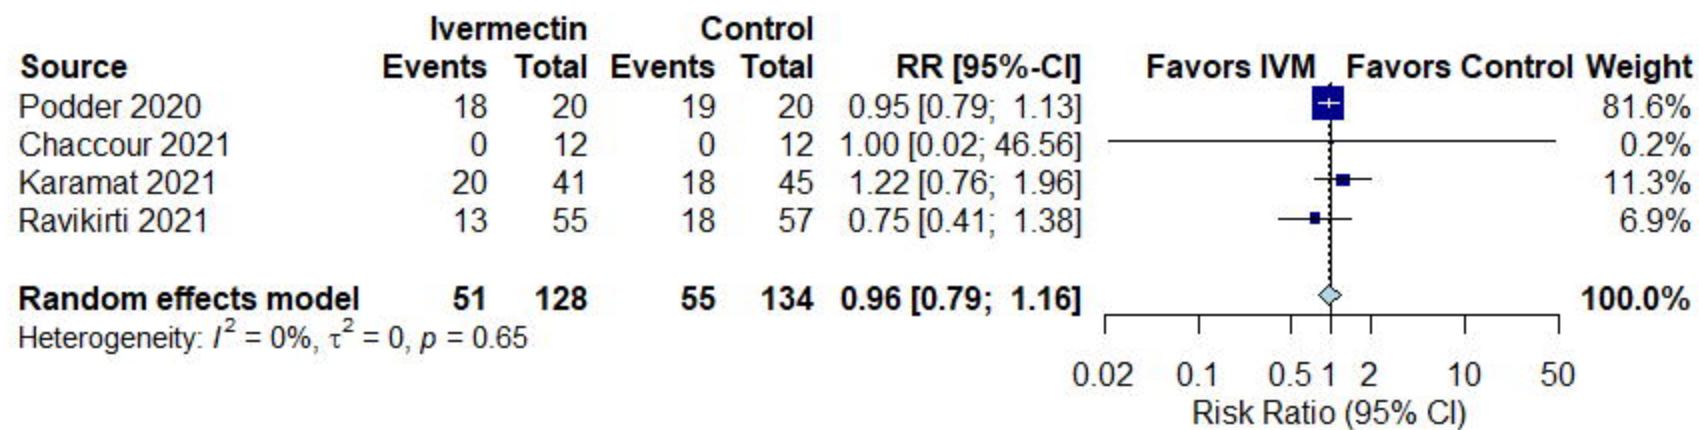 Ivermectin Control
Source Events Total Events Total RR [95%-CI] Favors IVM Favors Control Weight
Podder 2020 18 20 19 20 0.95 [0.79; 1.13] 81.6%
Chaccour 2021 0 12 0 12 1.00 [0.02; 46.56] 0.2%
Karamat 2021 20 41 18 45 1.22 [0.76; 1.96] 11.3%
Ravikirti 2021 13 55 18 57 0.75 [0.41; 1.38] 6.9%
Random effects model 51 128 55 134 0.96 [0.79; 1.16] 100.0%
Heterogeneity: I² = 0%, τ² = 0, p = 0.65
0.02 0.1 0.5 1 2 10 50
Risk Ratio (95% CI)